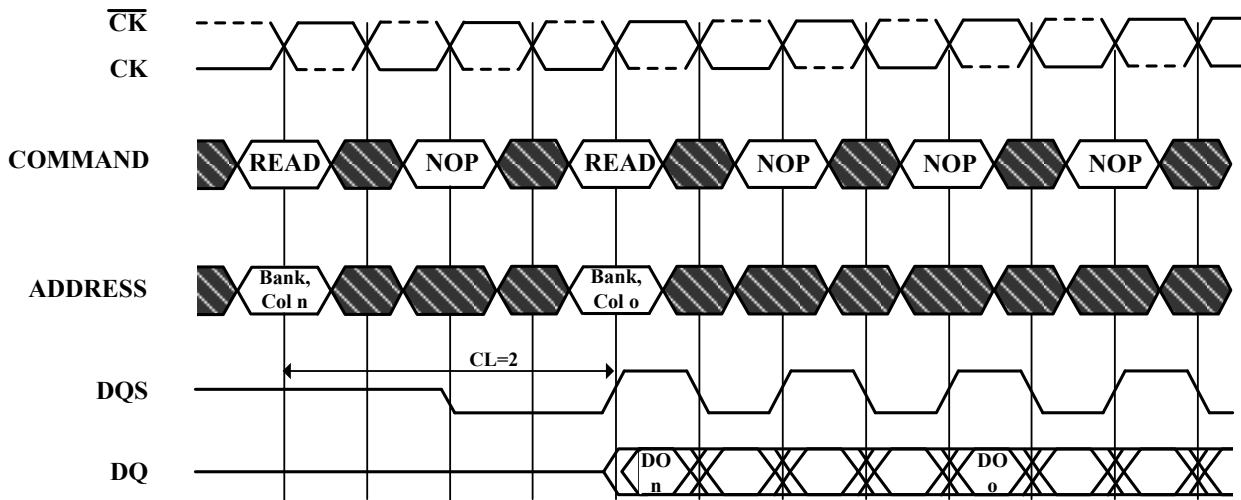 CK
CK
COMMAND READ NOP READ NOP NOP NOP
ADDRESS Bank, Col n Bank, Col o
CL=2
DQS
DQ DO n DO o